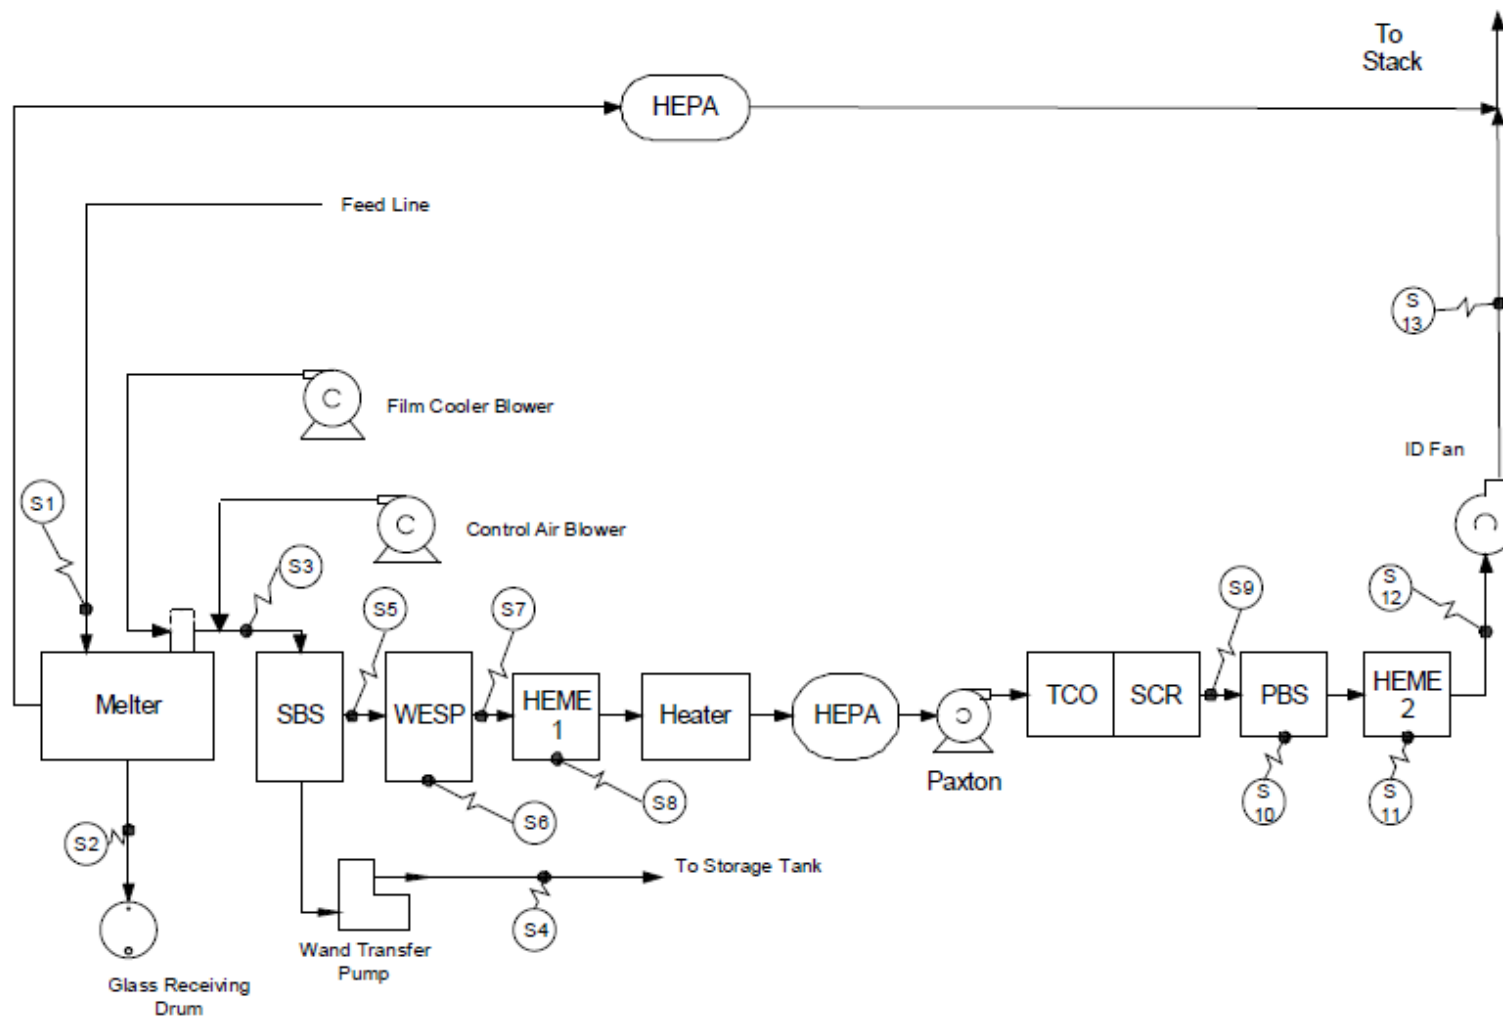 To
Stack
HEPA
Feed Line
S
13
C
Film Cooler Blower
ID Fan
S1
C
Control Air Blower
C
S3
S5
S7
S9
S
12
Melter
SBS
WESP
HEME
1
Heater
HEPA
C
Paxton
TCO
SCR
PBS
HEME
2
S2
S6
S8
S
10
S
11
To Storage Tank
S4
Wand Transfer
Pump
Glass Receiving
Drum